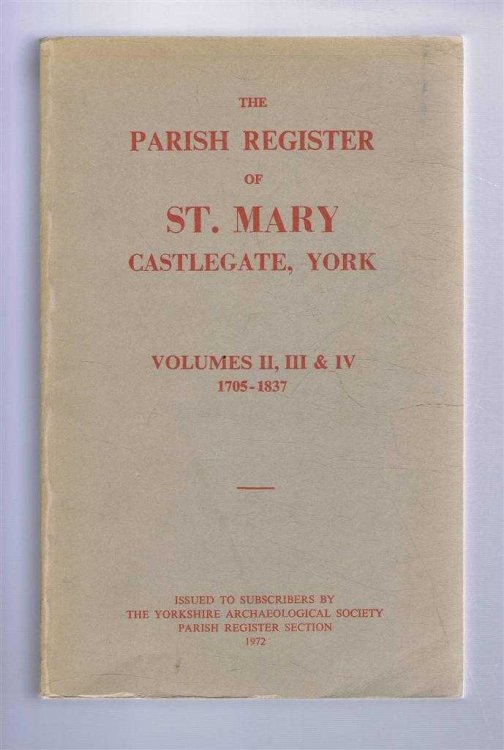 THE
PARISH REGISTER
OF
ST. MARY
CASTLEGATE, YORK
VOLUMES II, III & IV
1705-1837
ISSUED TO SUBSCRIBERS BY
THE YORKSHIRE ARCHAEOLOGICAL SOCIETY
PARISH REGISTER SECTION
1972